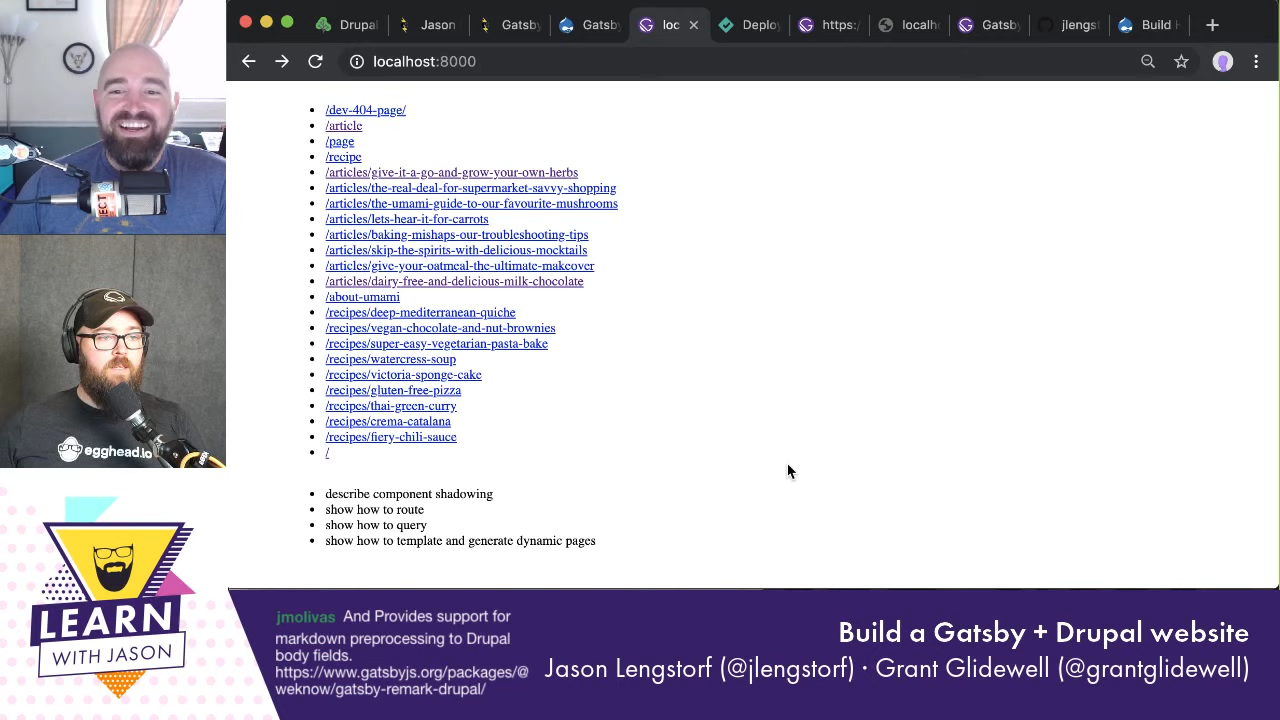 Drupal
Jason
Gatsby
Gatsby
loc
Deploy
https:/
localh
Gatsby
jlengst
Build
localhost:8000
/dev-404-page/
/article
/page
/recipe
/articles/give-it-a-go-and-grow-your-own-herbs
/articles/the-real-deal-for-supermarket-savvy-shopping
/articles/the-umami-guide-to-our-favourite-mushrooms
/articles/lets-hear-it-for-carrots
/articles/baking-mishaps-our-troubleshooting-tips
/articles/skip-the-spirits-with-delicious-mocktails
/articles/give-your-oatmeal-the-ultimate-makeover
/articles/dairy-free-and-delicious-milk-chocolate
/about-umami
/recipes/deep-mediterranean-quiche
/recipes/vegan-chocolate-and-nut-brownies
/recipes/super-easy-vegetarian-pasta-bake
/recipes/watercress-soup
/recipes/victoria-sponge-cake
/recipes/gluten-free-pizza
/recipes/thai-green-curry
/recipes/crema-catalana
/recipes/fiery-chili-sauce
/
describe component shadowing
show how to route
show how to query
show how to template and generate dynamic pages
egghead.io
LEARN
WITH JASON
jmolivas And Provides support for
markdown preprocessing to Drupal
body fields.
https://www.gatsbyjs.org/packages/@
weknow/gatsby-remark-drupal/
Build a Gatsby + Drupal website
Jason Lengstorf (@jlengstorf) · Grant Glidewell (@grantglidewell)